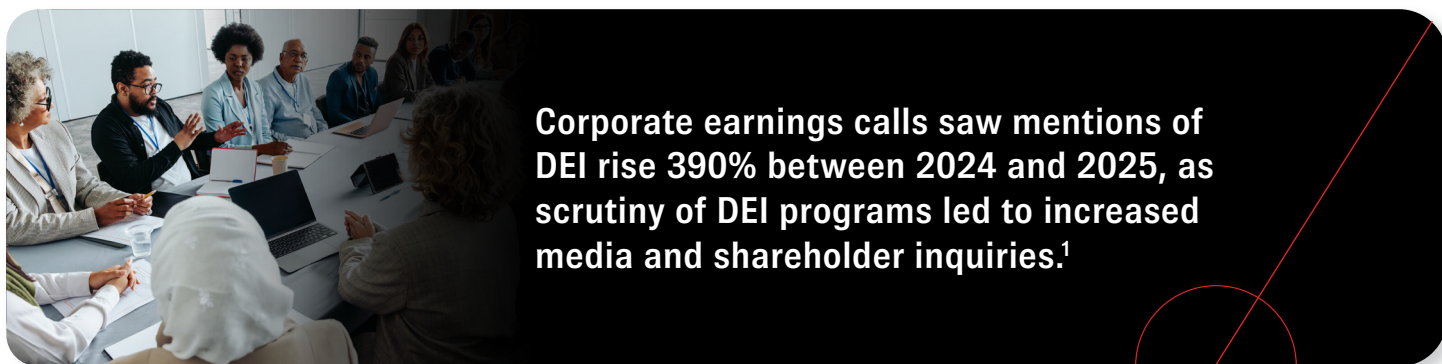 Corporate earnings calls saw mentions of
DEI rise 390% between 2024 and 2025, as
scrutiny of DEI programs led to increased
media and shareholder inquiries.¹